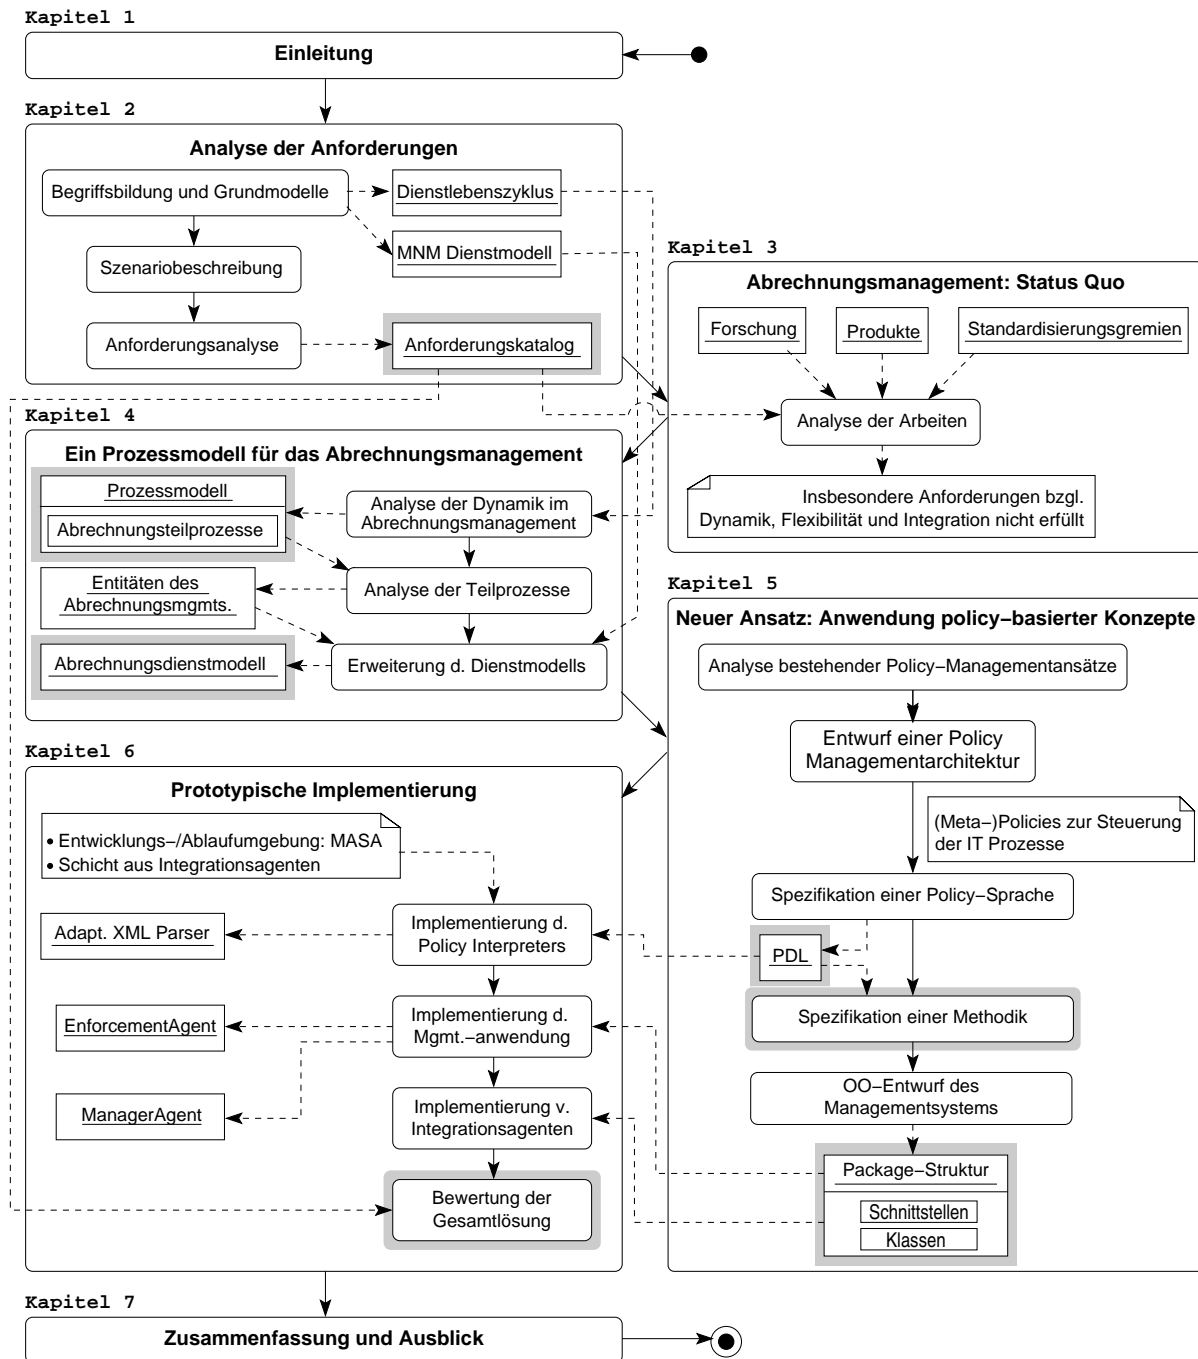 Kapitel 1
Einleitung
Kapitel 2
Analyse der Anforderungen
Begriffsbildung und Grundmodelle
Dienstlebenszyklus
MNM Dienstmodell
Szenariobeschreibung
Anforderungsanalyse
Anforderungskatalog
Kapitel 3
Abrechnungsmanagement: Status Quo
Forschung
Produkte
Standardisierungsgremien
Analyse der Arbeiten
Insbesondere Anforderungen bzgl.
Dynamik, Flexibilität und Integration nicht erfüllt
Kapitel 4
Ein Prozessmodell für das Abrechnungsmanagement
Prozessmodell
Abrechnungsteilprozesse
Analyse der Dynamik im
Abrechnungsmanagement
Entitäten des
Abrechnungsmgmts.
Analyse der Teilprozesse
Abrechnungsdienstmodell
Erweiterung d. Dienstmodells
Kapitel 5
Neuer Ansatz: Anwendung policy−basierter Konzepte
Analyse bestehender Policy−Managementansätze
Entwurf einer Policy
Managementarchitektur
(Meta−)Policies zur Steuerung
der IT Prozesse
Spezifikation einer Policy−Sprache
PDL
Spezifikation einer Methodik
OO−Entwurf des
Managementsystems
Package−Struktur
Schnittstellen
Klassen
Kapitel 6
Prototypische Implementierung
• Entwicklungs−/Ablaufumgebung: MASA
• Schicht aus Integrationsagenten
Adapt. XML Parser
Implementierung d.
Policy Interpreters
EnforcementAgent
Implementierung d.
Mgmt.−anwendung
ManagerAgent
Implementierung v.
Integrationsagenten
Bewertung der
Gesamtlösung
Kapitel 7
Zusammenfassung und Ausblick